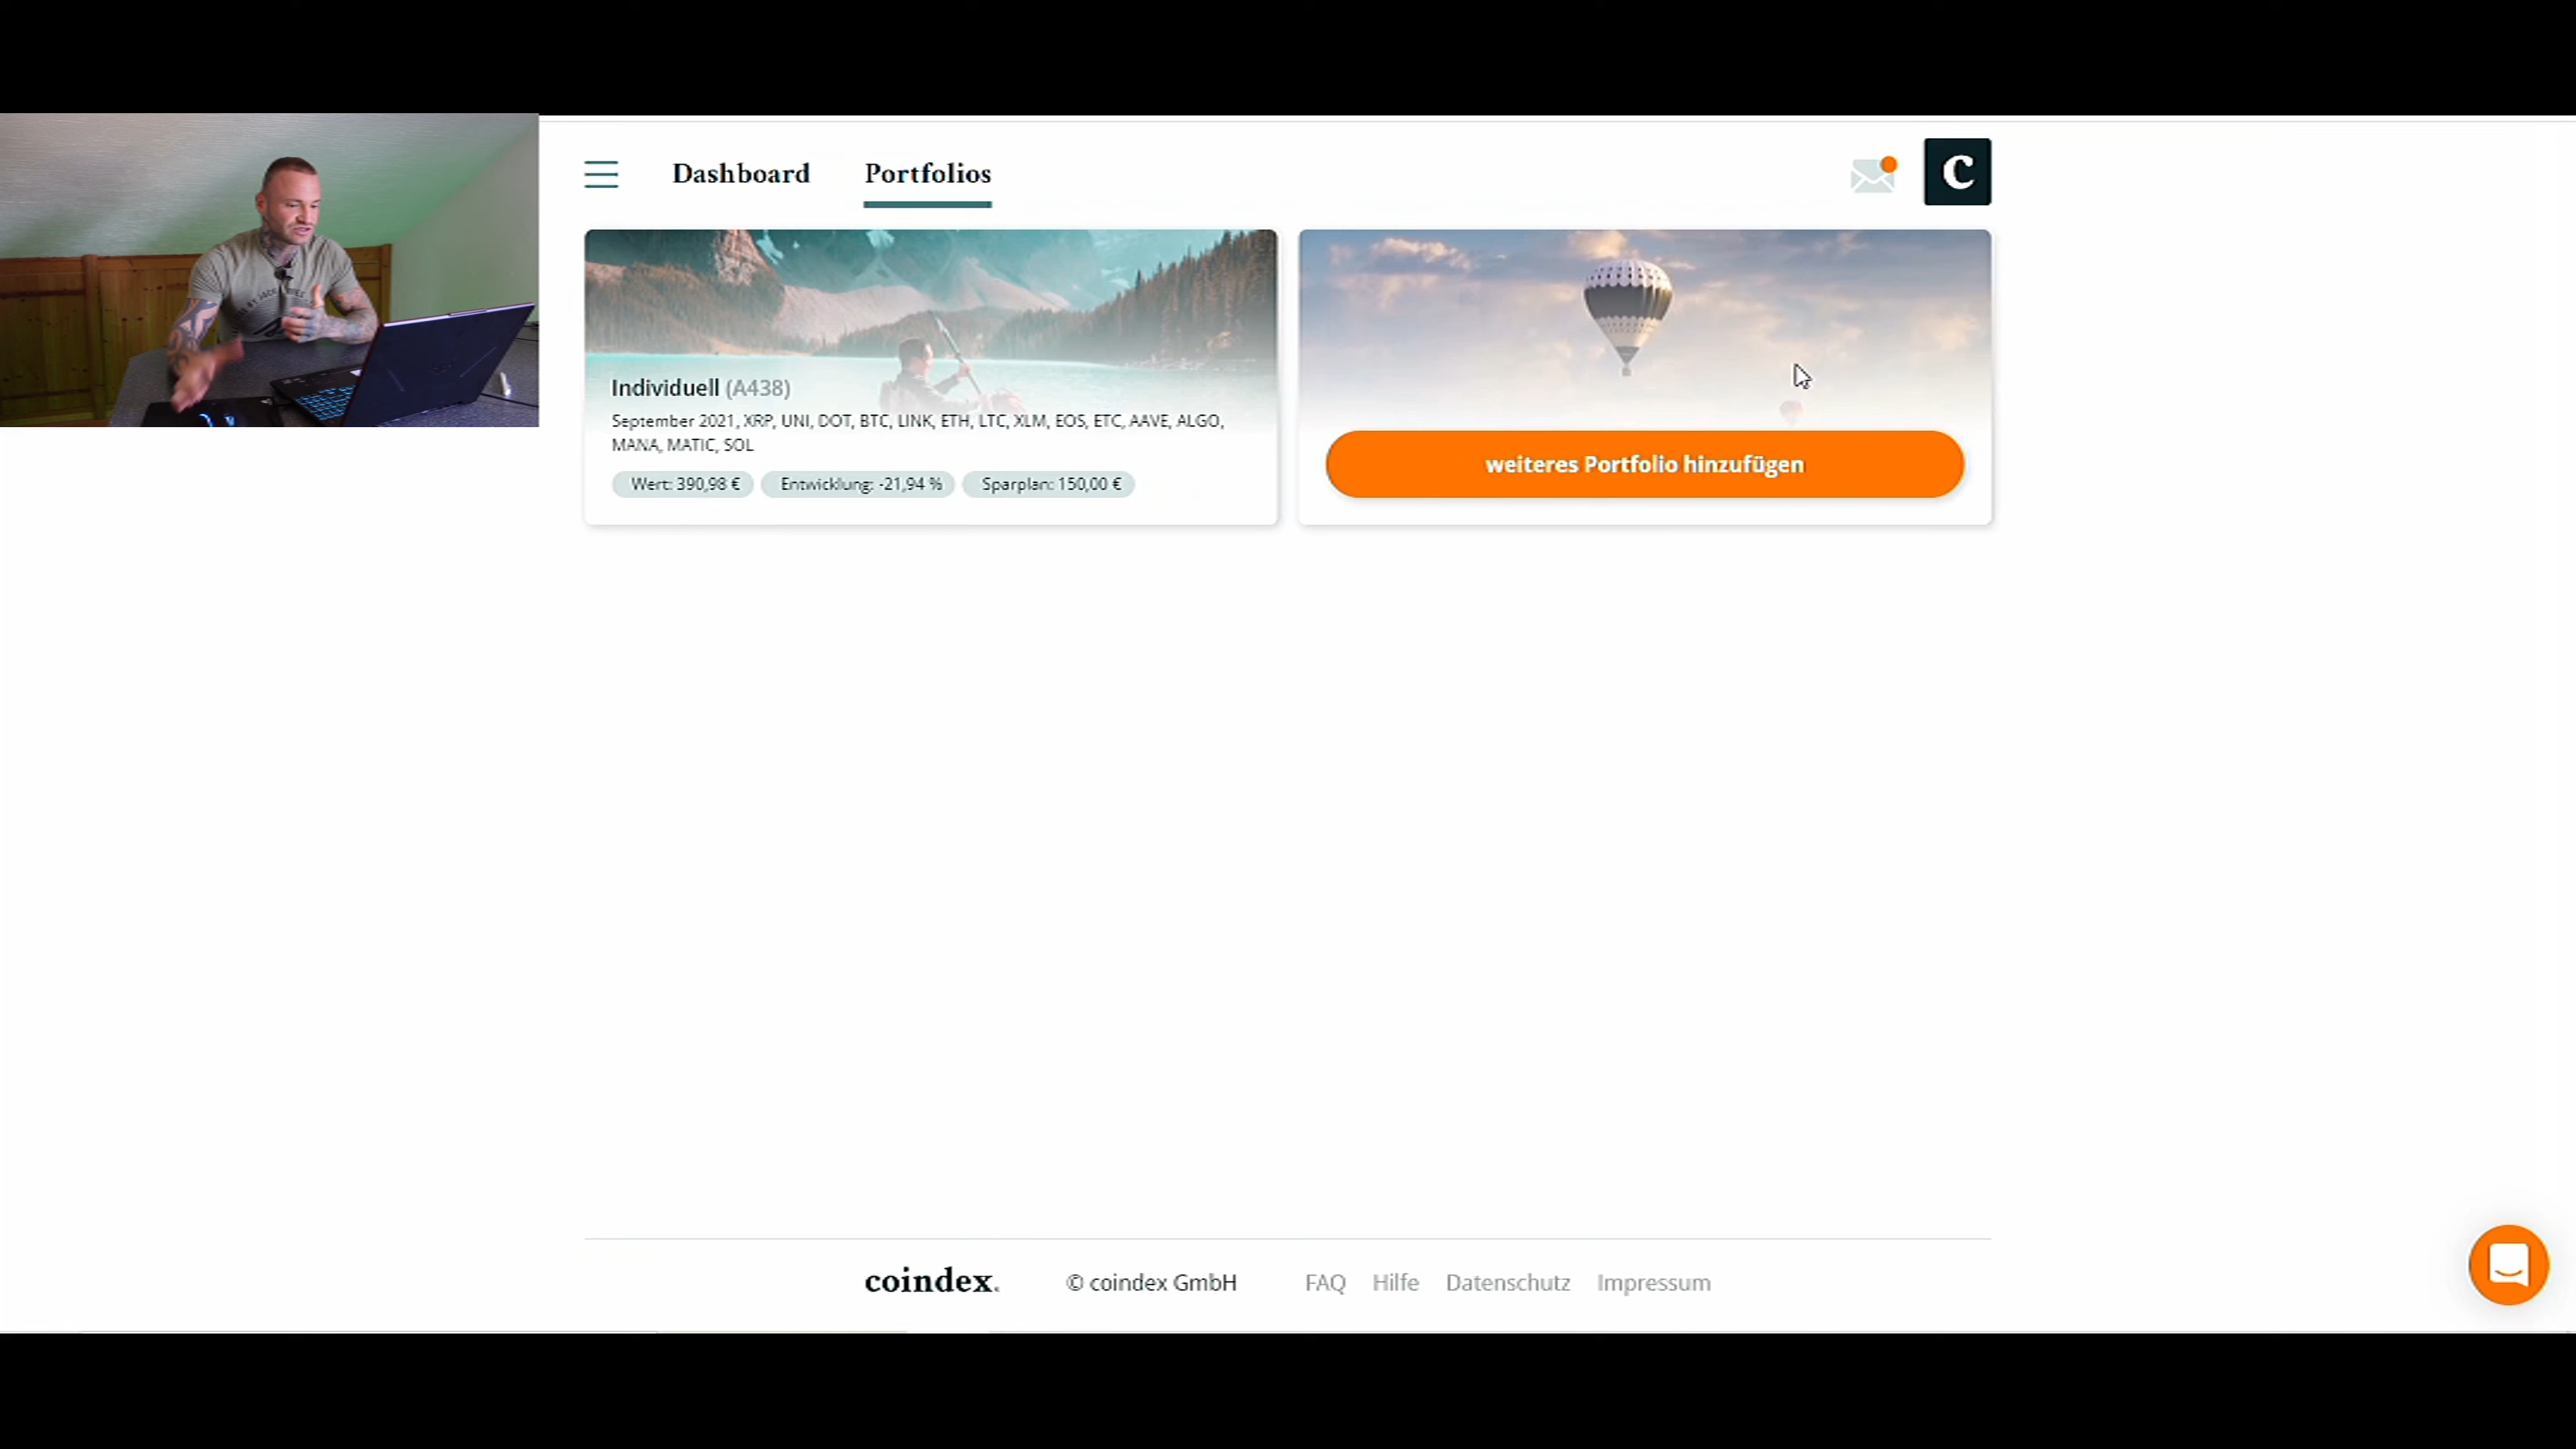 Dashboard
Portfolios
C
Individuell (A438)
September 2021, XRP, UNI, DOT, BTC, LINK, ETH, LTC, XLM, EOS, ETC, AAVE, ALGO,
MANA, MATIC, SOL
Wert: 390,98 €
Entwicklung: -21,94 %
Sparplan: 150,00 €
weiteres Portfolio hinzufügen
coindex.
© coindex GmbH
FAQ
Hilfe
Datenschutz
Impressum